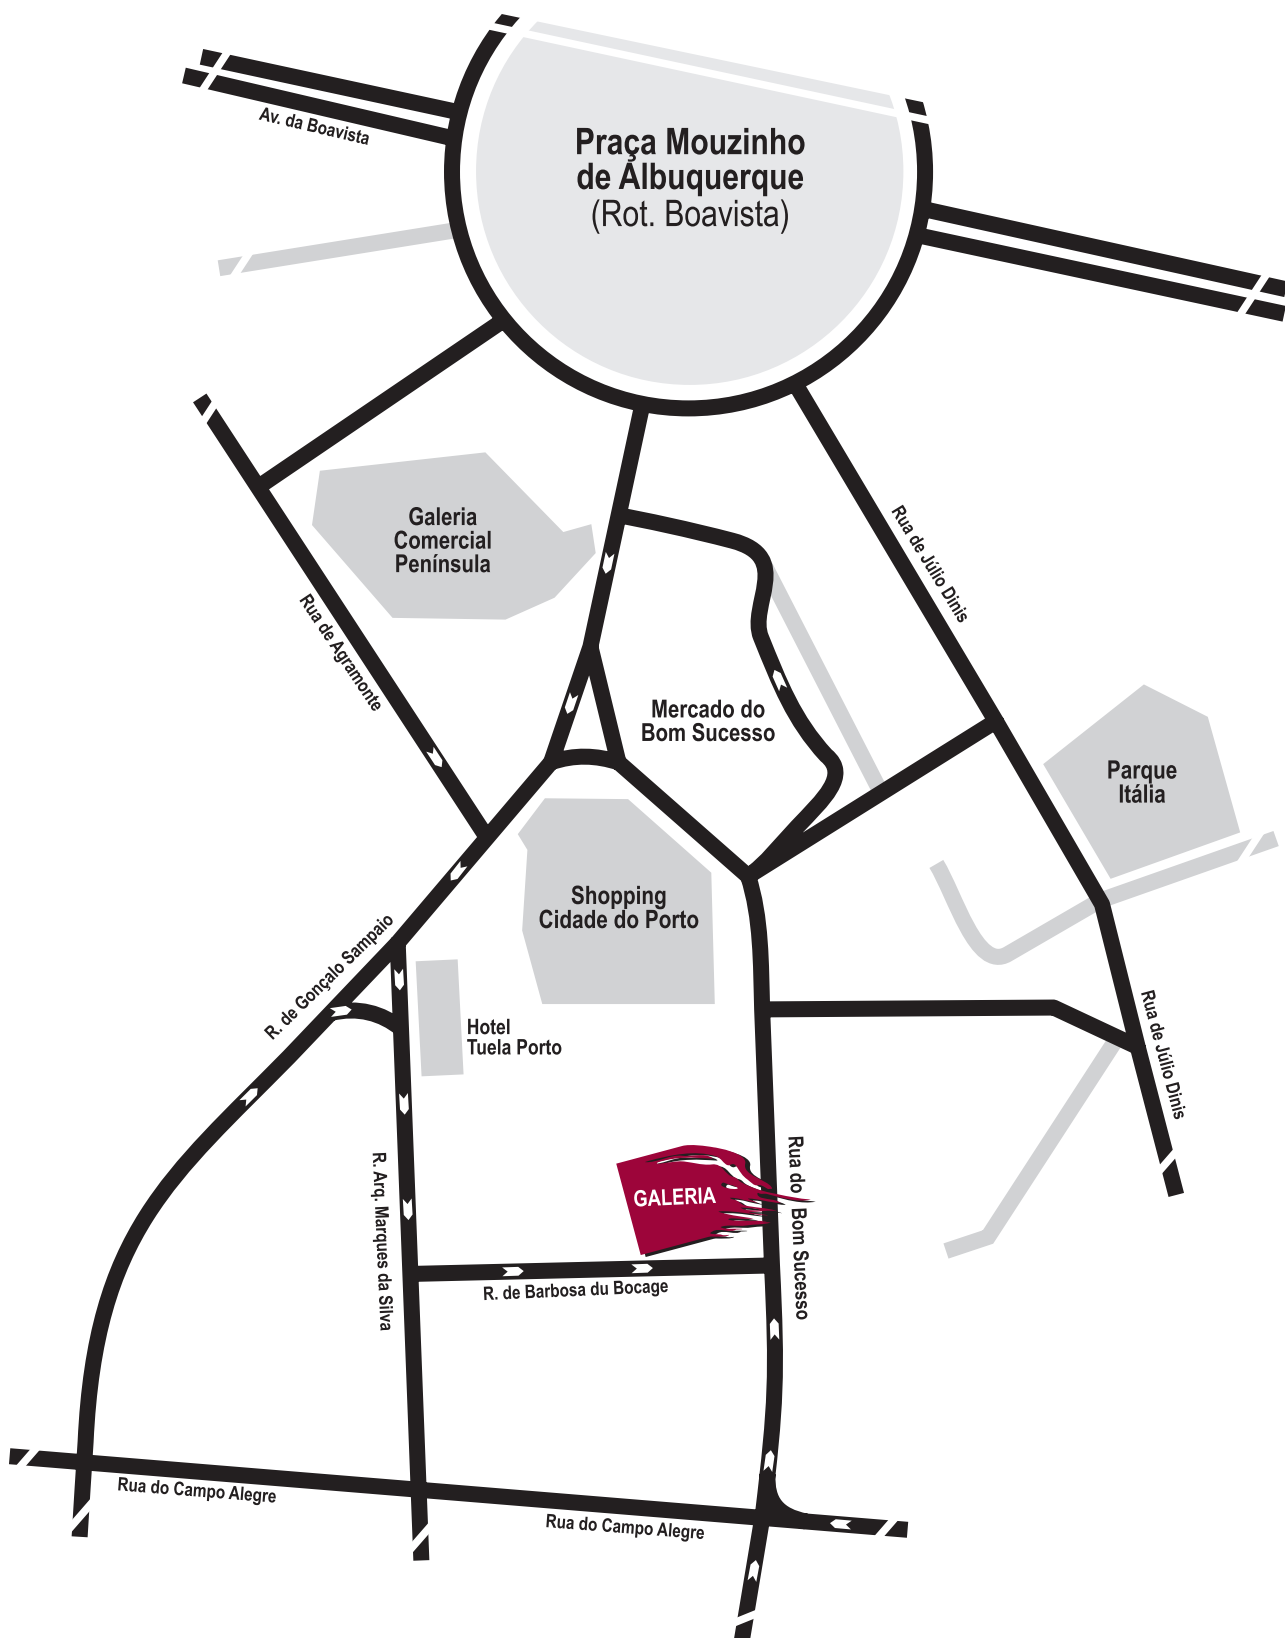 Av. da Boavista
Praça Mouzinho
de Albuquerque
(Rot. Boavista)
Galeria
Comercial
Península
Rua de Júlio Dinis
Rua de Agramonte
Mercado do
Bom Sucesso
Parque
Itália
Shopping
Cidade do Porto
R. de Gonçalo Sampaio
Hotel
Tuela Porto
Rua de Júlio Dinis
R. Arq. Marques da Silva
GALERIA
Rua do Bom Sucesso
R. de Barbosa du Bocage
Rua do Campo Alegre
Rua do Campo Alegre